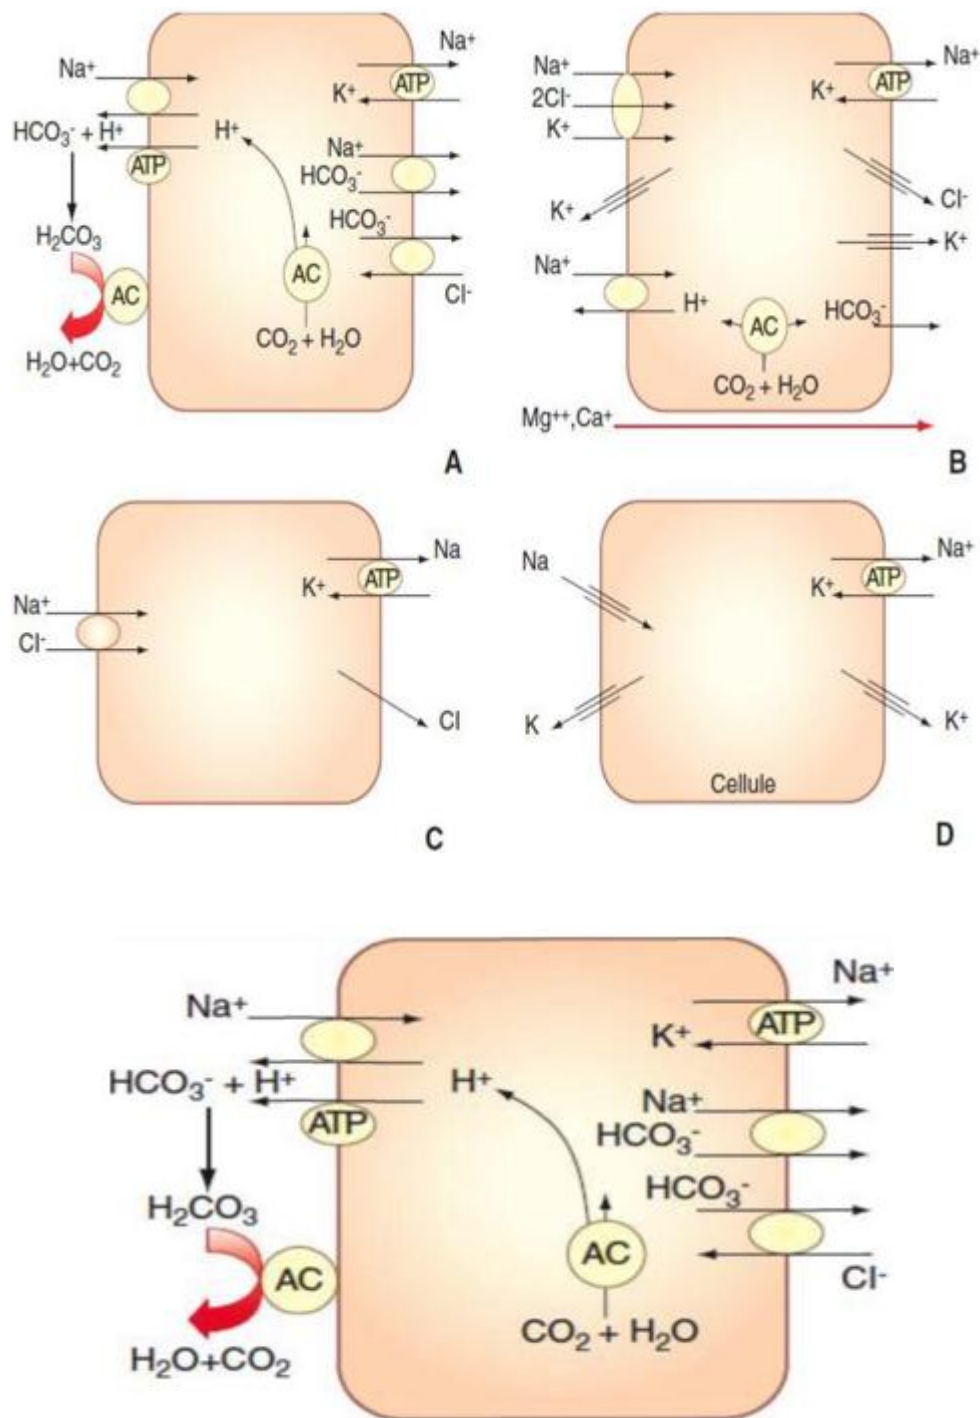 Na⁺
HCO₃⁻ + H⁺
ATP
H₂CO₃
AC
H₂O+CO₂
H⁺
AC
CO₂ + H₂O
Na⁺
ATP
K⁺
Na⁺
HCO₃⁻
HCO₃⁻
Cl⁻
A
Na⁺
2Cl⁻
K⁺
K⁺
Na⁺
H⁺
AC
CO₂ + H₂O
Na⁺
ATP
K⁺
Cl⁻
K⁺
HCO₃⁻
Mg⁺⁺,Ca⁺
B
Na⁺
Cl⁻
Na
ATP
K⁺
Cl
C
Na
K
Na⁺
ATP
K⁺
K⁺
Cellule
D
Na⁺
HCO₃⁻ + H⁺
ATP
H₂CO₃
AC
H₂O+CO₂
H⁺
AC
CO₂ + H₂O
Na⁺
ATP
K⁺
Na⁺
HCO₃⁻
HCO₃⁻
Cl⁻